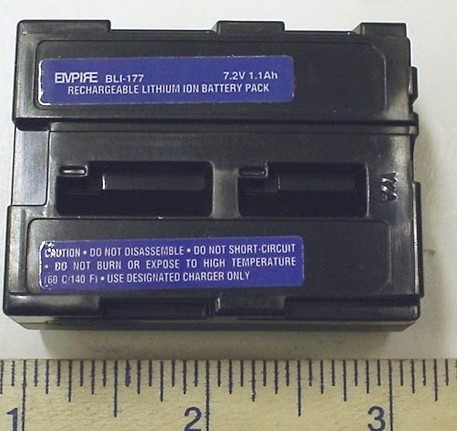 EMPIRE BLI-177 7.2V 1.1Ah
RECHARGEABLE LITHIUM ION BATTERY PACK
CAUTION • DO NOT DISASSEMBLE • DO NOT SHORT-CIRCUIT
• DO NOT BURN OR EXPOSE TO HIGH TEMPERATURE
(60 C/140 F) • USE DESIGNATED CHARGER ONLY
1 2 3